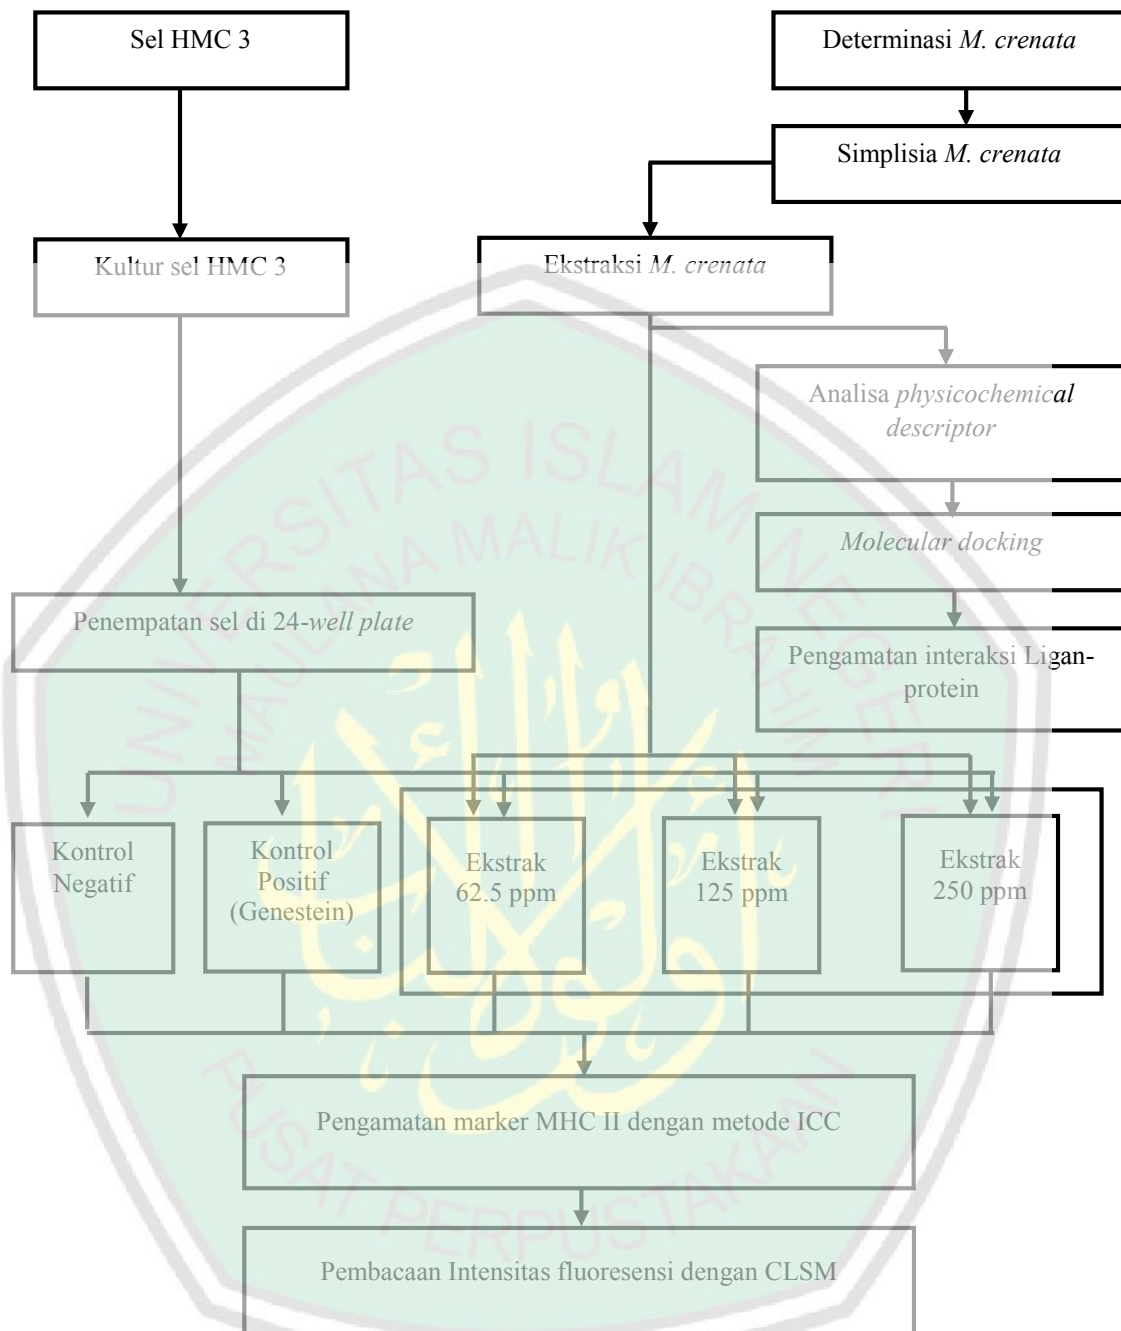 Sel HMC 3
Determinasi M. crenata
Simplisia M. crenata
Kultur sel HMC 3
Ekstraksi M. crenata
Analisa physicochemical
descriptor
Molecular docking
Penempatan sel di 24-well plate
Pengamatan interaksi Ligan-
protein
Kontrol
Negatif
Kontrol
Positif
(Genestein)
Ekstrak
62.5 ppm
Ekstrak
125 ppm
Ekstrak
250 ppm
Pengamatan marker MHC II dengan metode ICC
Pembacaan Intensitas fluoresensi dengan CLSM
UNIVERSITAS ISLAM NEGERI
MAULANA MALIK IBRAHIM
PUSAT PERPUSTAKAAN